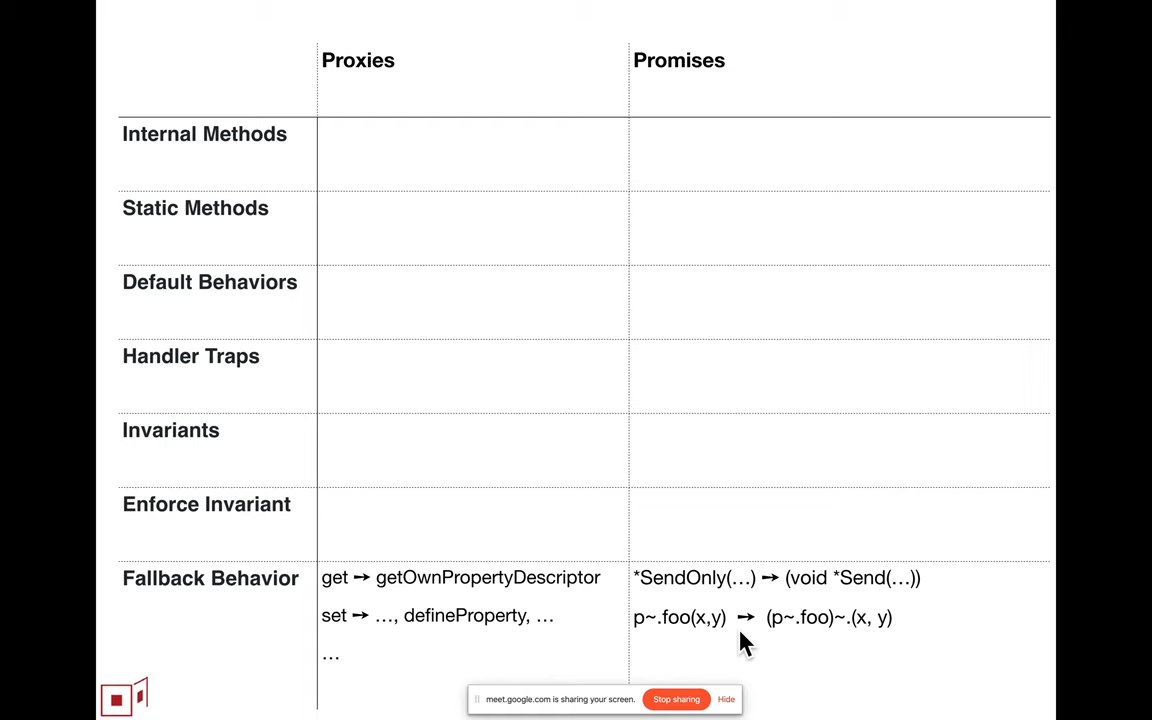 Proxies Promises
Internal Methods
Static Methods
Default Behaviors
Handler Traps
Invariants
Enforce Invariant
Fallback Behavior get ➙ getOwnPropertyDescriptor *SendOnly(…) ➙ (void *Send(…))
set ➙ …, defineProperty, … p~.foo(x,y) ➙ (p~.foo)~.(x, y)
…
meet.google.com is sharing your screen. Stop sharing Hide